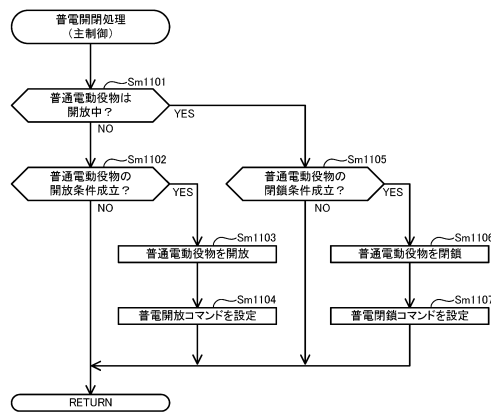 普電開閉処理
(主制御)
Sm1101
普通電動役物は
開放中?
YES
NO
Sm1102
普通電動役物の
開放条件成立?
YES
NO
Sm1105
普通電動役物の
閉鎖条件成立?
YES
NO
Sm1103
普通電動役物を開放
Sm1106
普通電動役物を閉鎖
Sm1104
普電開放コマンドを設定
Sm1107
普電閉鎖コマンドを設定
RETURN